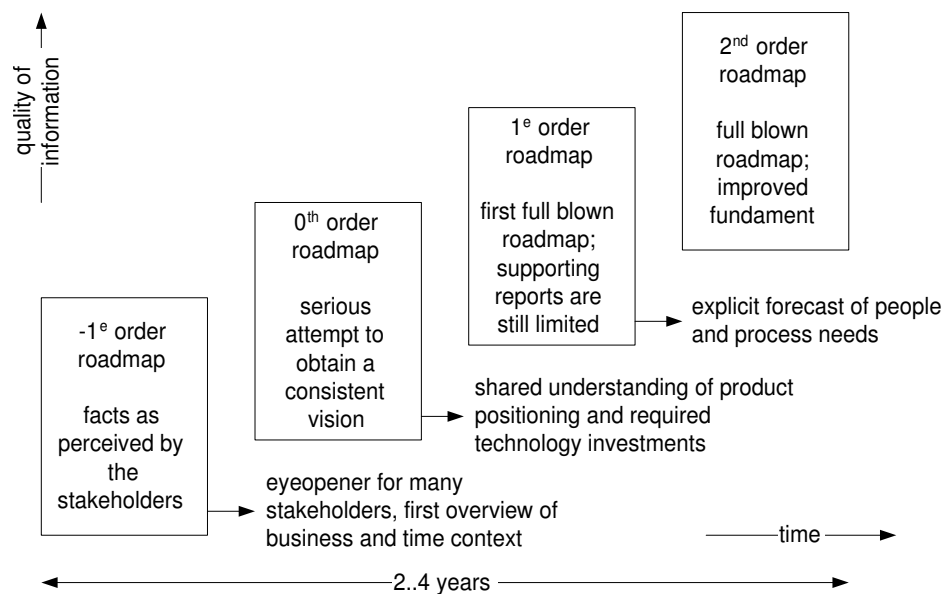 quality of
information
-1e order
roadmap
facts as
perceived by
the
stakeholders
eyeopener for many
stakeholders, first overview of
business and time context
0th order
roadmap
serious
attempt to
obtain a
consistent
vision
shared understanding of product
positioning and required
technology investments
1e order
roadmap
first full blown
roadmap;
supporting
reports are
still limited
explicit forecast of people
and process needs
2nd order
roadmap
full blown
roadmap;
improved
fundament
time
2..4 years